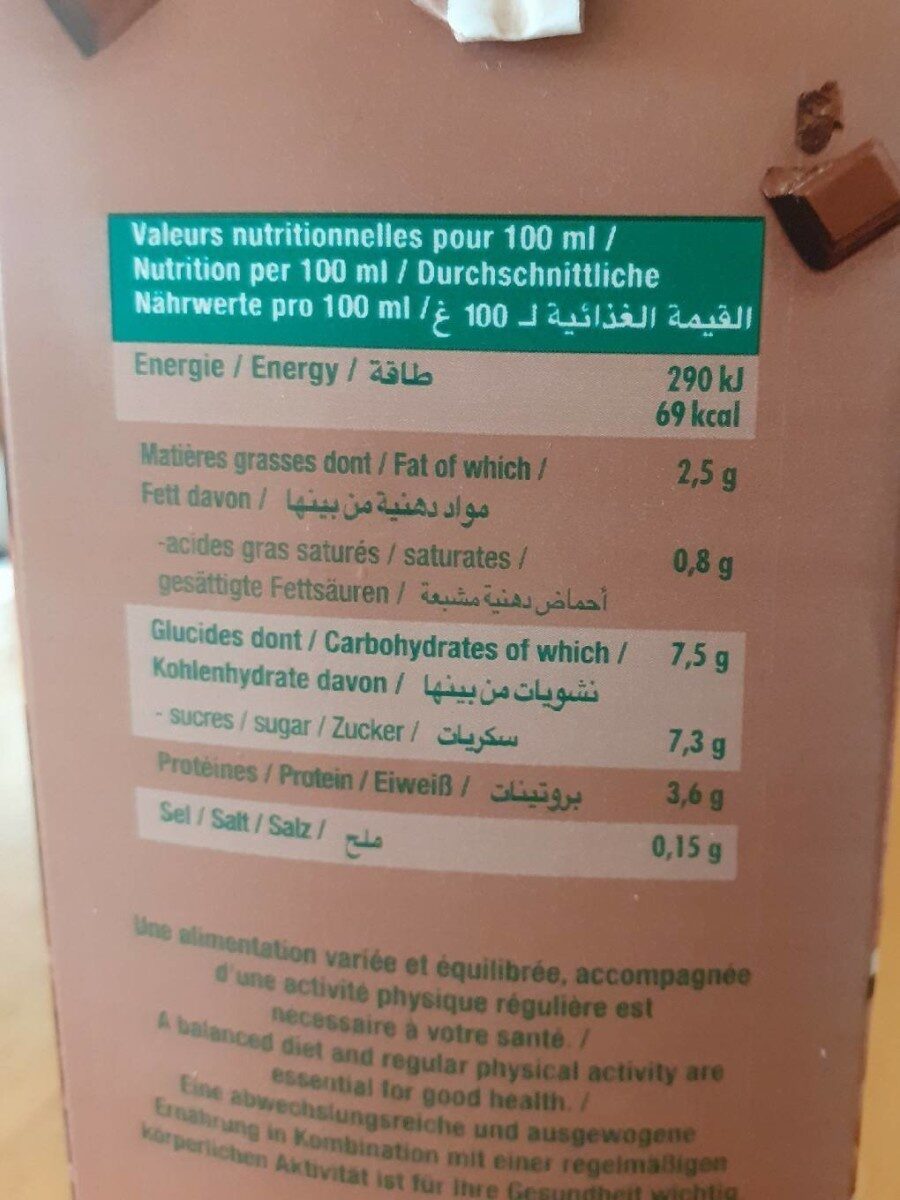 Valeurs nutritionnelles pour 100 ml /
Nutrition per 100 ml / Durchschnittliche
Nährwerte pro 100 ml / القيمة الغذائية لـ 100 غ
Energie / Energy / طاقة 290 kJ
69 kcal
Matières grasses dont / Fat of which / 2,5 g
Fett davon / مواد دهنية من بينها
-acides gras saturés / saturates / 0,8 g
gesättigte Fettsäuren / أحماض دهنية مشبعة
Glucides dont / Carbohydrates of which / 7,5 g
Kohlenhydrate davon / نشويات من بينها
- sucres / sugar / Zucker / سكريات 7,3 g
Protéines / Protein / Eiweiß / بروتينات 3,6 g
Sel / Salt / Salz / ملح 0,15 g
Une alimentation variée et équilibrée, accompagnée
d'une activité physique régulière est
nécessaire à votre santé. /
A balanced diet and regular physical activity are
essential for good health. /
Eine abwechslungsreiche und ausgewogene
Ernährung in Kombination mit einer regelmäßigen
körperlichen Aktivität ist für Ihre Gesundheit wichtig